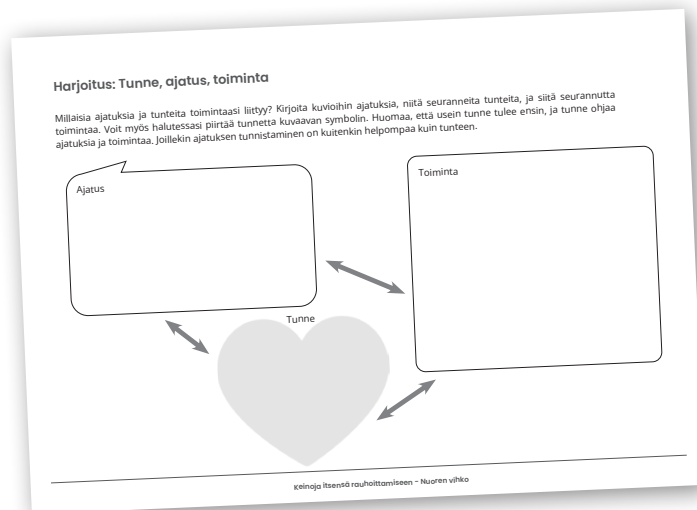 Harjoitus: Tunne, ajatus, toiminta
Millaisia ajatuksia ja tunteita toimintaasi liittyy? Kirjoita kuvioihin ajatuksia, niitä seuranneita tunteita, ja siitä seurannutta
toimintaa. Voit myös halutessasi piirtää tunnetta kuvaavan symbolin. Huomaa, että usein tunne tulee ensin, ja tunne ohjaa
ajatuksia ja toimintaa. Joillekin ajatuksen tunnistaminen on kuitenkin helpompaa kuin tunteen.
Ajatus
Toiminta
Tunne
Keinoja itsensä rauhoittamiseen - Nuoren vihko